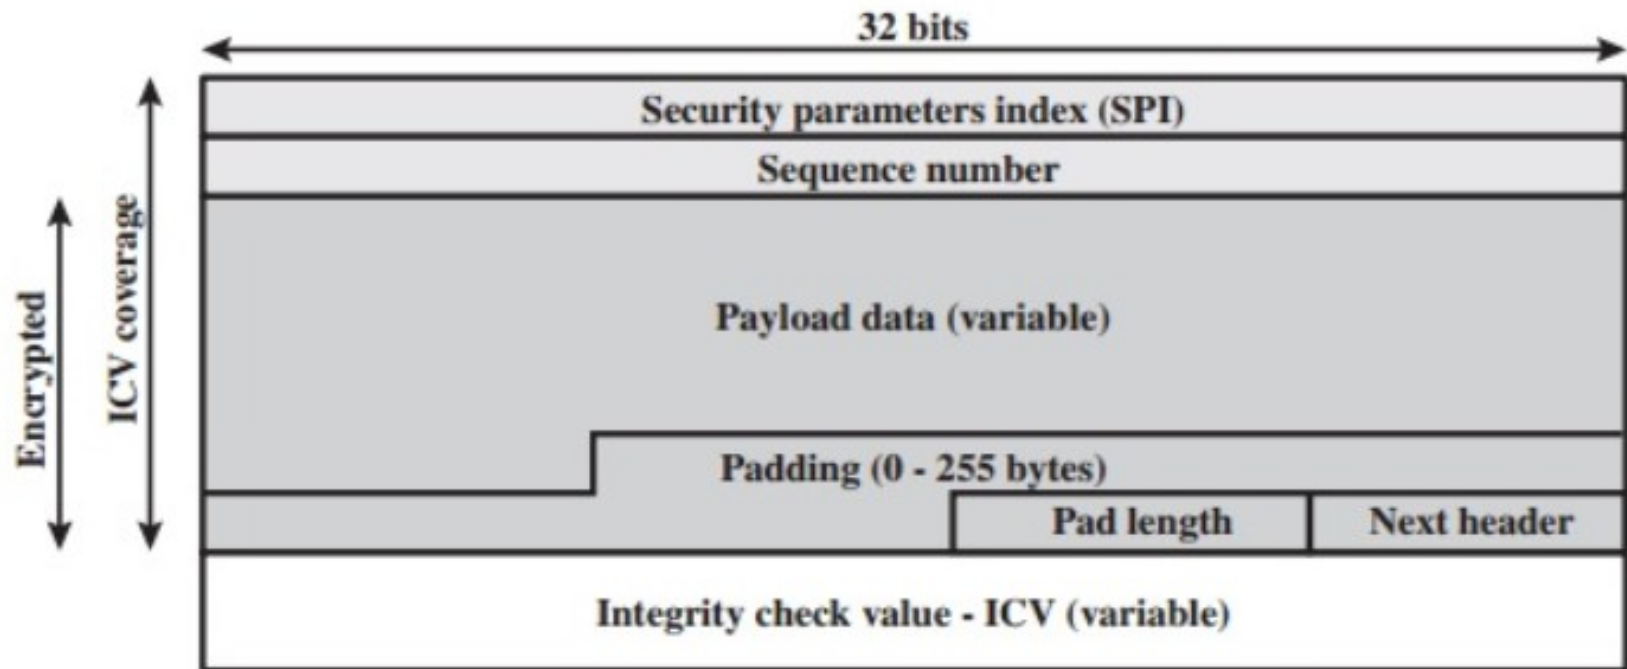 32 bits
Security parameters index (SPI)
Sequence number
Encrypted
ICV coverage
Payload data (variable)
Padding (0 - 255 bytes)
Pad length
Next header
Integrity check value - ICV (variable)